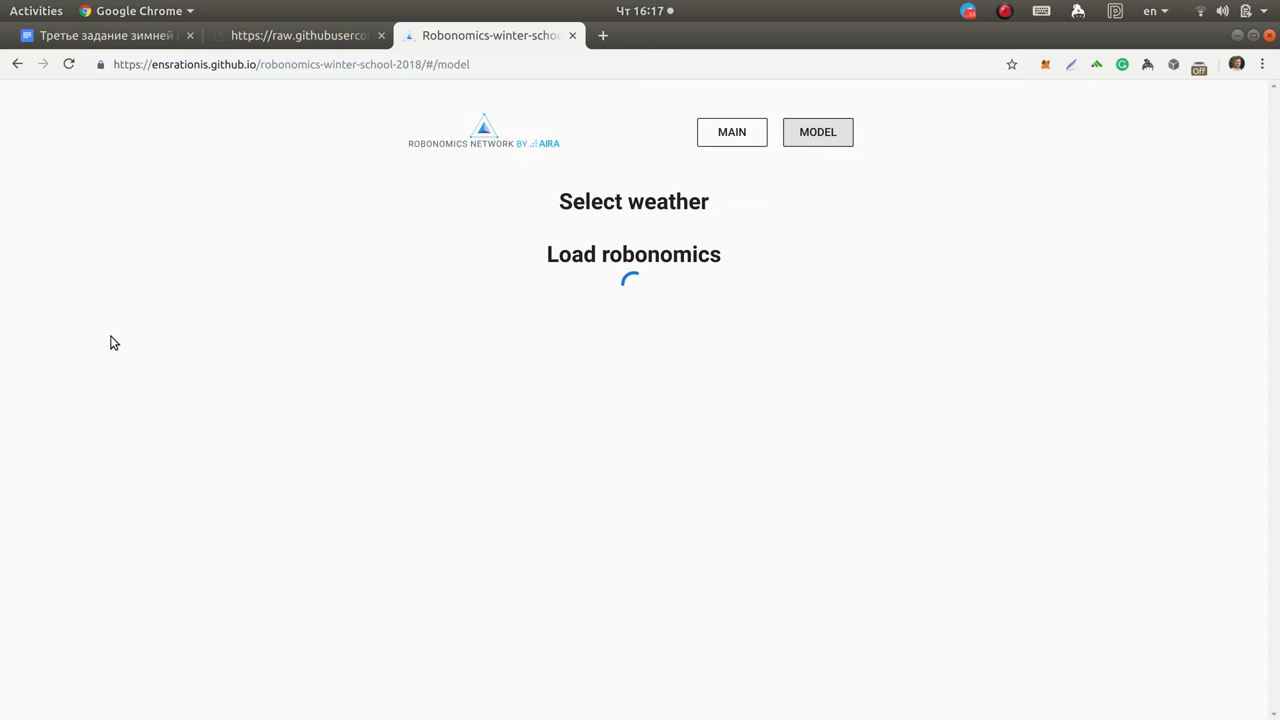 Activities Google Chrome Чт 16:17 en
Третье задание зимней
https://raw.githubuserco
Robonomics-winter-schoo
https://ensrationis.github.io/robonomics-winter-school-2018/#/model
Off
ROBONOMICS NETWORK BY AIRA
MAIN
MODEL
Select weather
Load robonomics